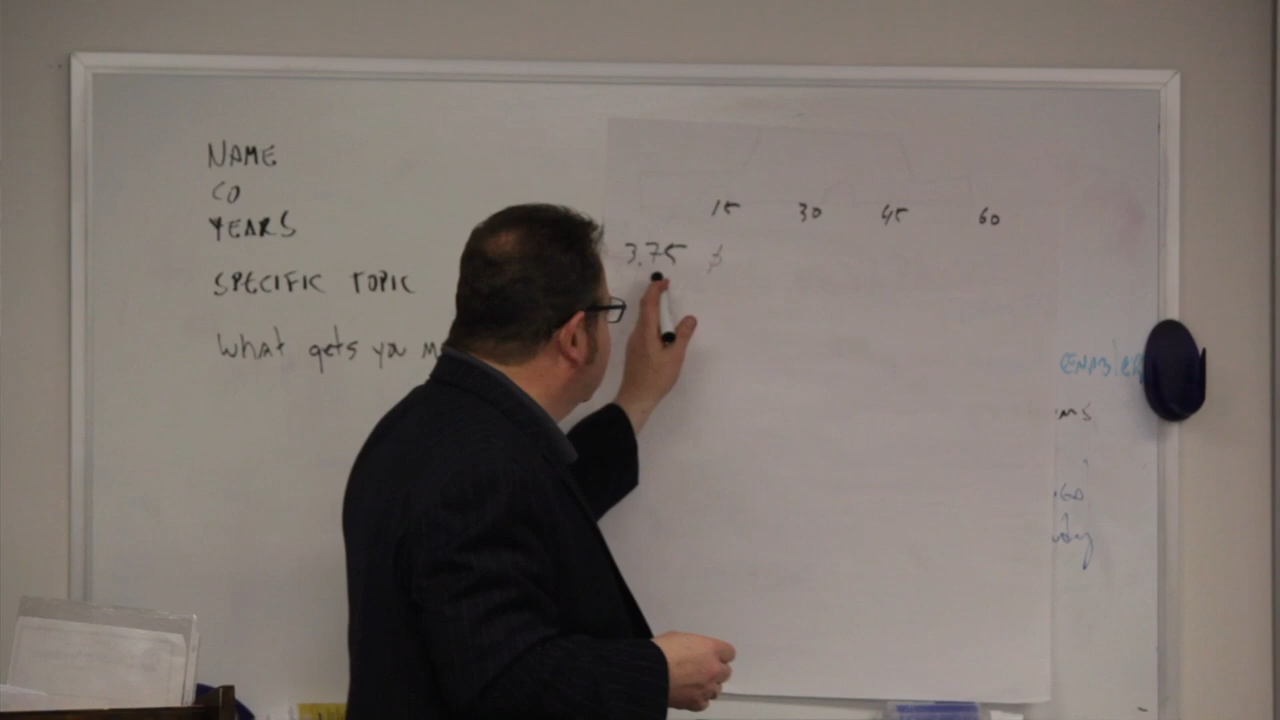 NAME
CO
YEARS
SPECIFIC TOPIC
What gets you
15 30 45 60
3.75 $